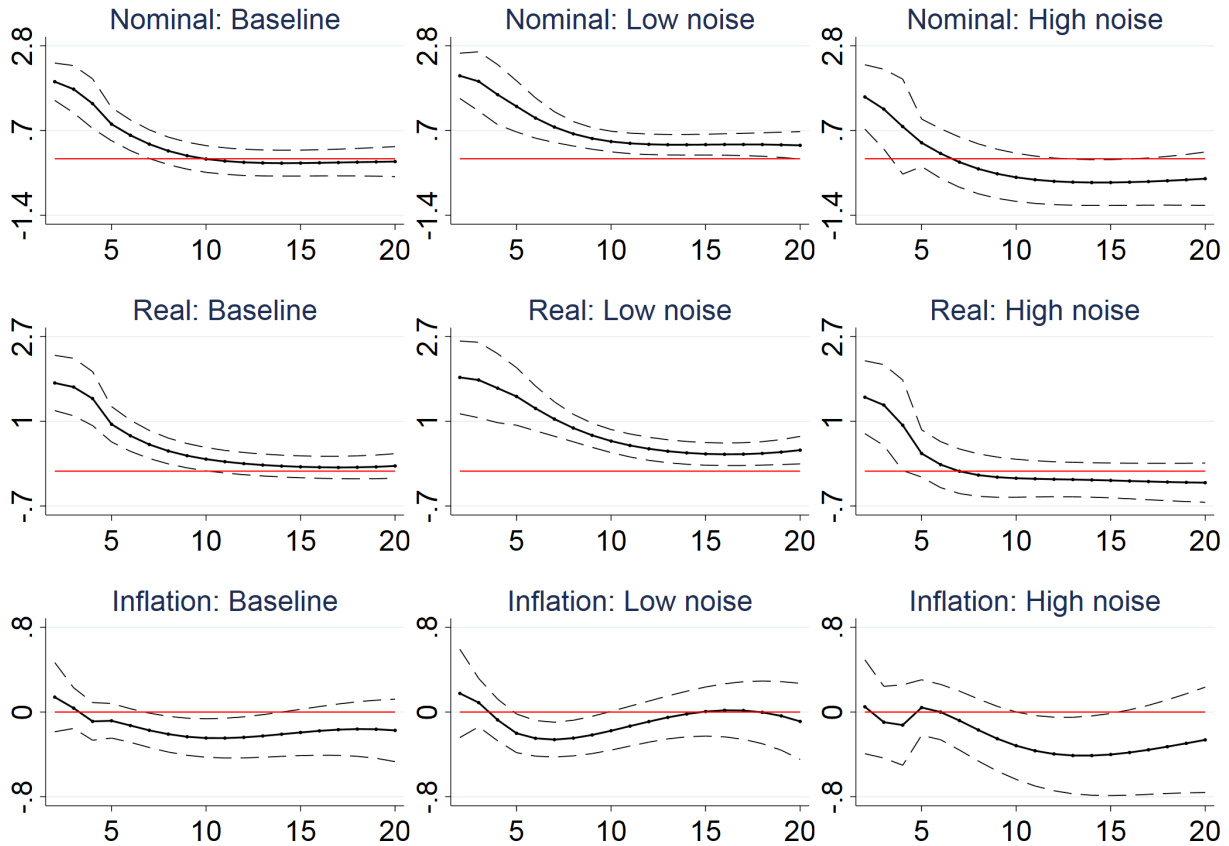 Nominal: Baseline
2.8
.7
-1.4
5 10 15 20
Nominal: Low noise
2.8
.7
-1.4
5 10 15 20
Nominal: High noise
2.8
.7
-1.4
5 10 15 20
Real: Baseline
2.7
1
-.7
5 10 15 20
Real: Low noise
2.7
1
-.7
5 10 15 20
Real: High noise
2.7
1
-.7
5 10 15 20
Inflation: Baseline
.8
0
-.8
5 10 15 20
Inflation: Low noise
.8
0
-.8
5 10 15 20
Inflation: High noise
.8
0
-.8
5 10 15 20